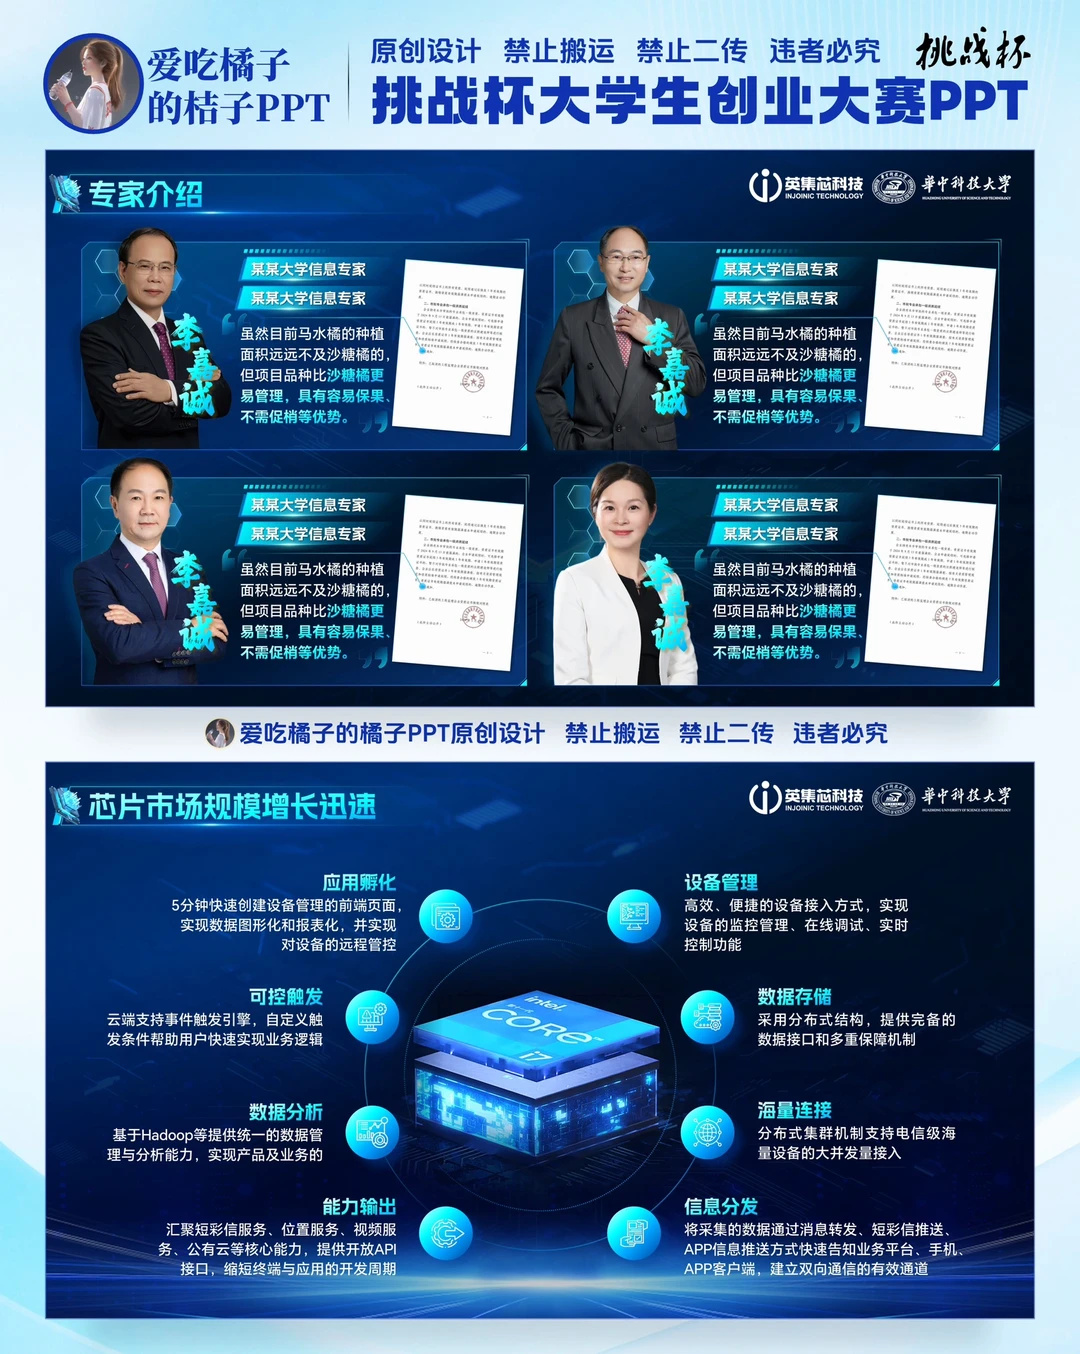 爱吃橘子
的桔子PPT
原创设计 禁止搬运 禁止二传 违者必究
挑战杯
挑战杯大学生创业大赛PPT
专家介绍
英集芯科技
INJOINIC TECHNOLOGY
華中科技大學
HUAZHONG UNIVERSITY OF SCIENCE AND TECHNOLOGY
某某大学信息专家
某某大学信息专家
李嘉诚
虽然目前马水橘的种植
面积远远不及沙糖橘的,
但项目品种比沙糖橘更
易管理，具有容易保果、
不需促梢等优势。
某某大学信息专家
某某大学信息专家
李嘉诚
虽然目前马水橘的种植
面积远远不及沙糖橘的,
但项目品种比沙糖橘更
易管理，具有容易保果、
不需促梢等优势。
某某大学信息专家
某某大学信息专家
李嘉诚
虽然目前马水橘的种植
面积远远不及沙糖橘的,
但项目品种比沙糖橘更
易管理，具有容易保果、
不需促梢等优势。
某某大学信息专家
某某大学信息专家
李嘉诚
虽然目前马水橘的种植
面积远远不及沙糖橘的,
但项目品种比沙糖橘更
易管理，具有容易保果、
不需促梢等优势。
爱吃橘子的橘子PPT原创设计 禁止搬运 禁止二传 违者必究
芯片市场规模增长迅速
英集芯科技
INJOINIC TECHNOLOGY
華中科技大學
HUAZHONG UNIVERSITY OF SCIENCE AND TECHNOLOGY
应用孵化
5分钟快速创建设备管理的前端页面，
实现数据图形化和报表化，并实现
对设备的远程管控
可控触发
云端支持事件触发引擎，自定义触
发条件帮助用户快速实现业务逻辑
数据分析
基于Hadoop等提供统一的数据管
理与分析能力，实现产品及业务的
能力输出
汇聚短彩信服务、位置服务、视频服
务、公有云等核心能力，提供开放API
接口，缩短终端与应用的开发周期
intel.
CORE
i7
设备管理
高效、便捷的设备接入方式，实现
设备的监控管理、在线调试、实时
控制功能
数据存储
采用分布式结构，提供完备的
数据接口和多重保障机制
海量连接
分布式集群机制支持电信级海
量设备的大并发量接入
信息分发
将采集的数据通过消息转发、短彩信推送、
APP信息推送方式快速告知业务平台、手机、
APP客户端，建立双向通信的有效通道